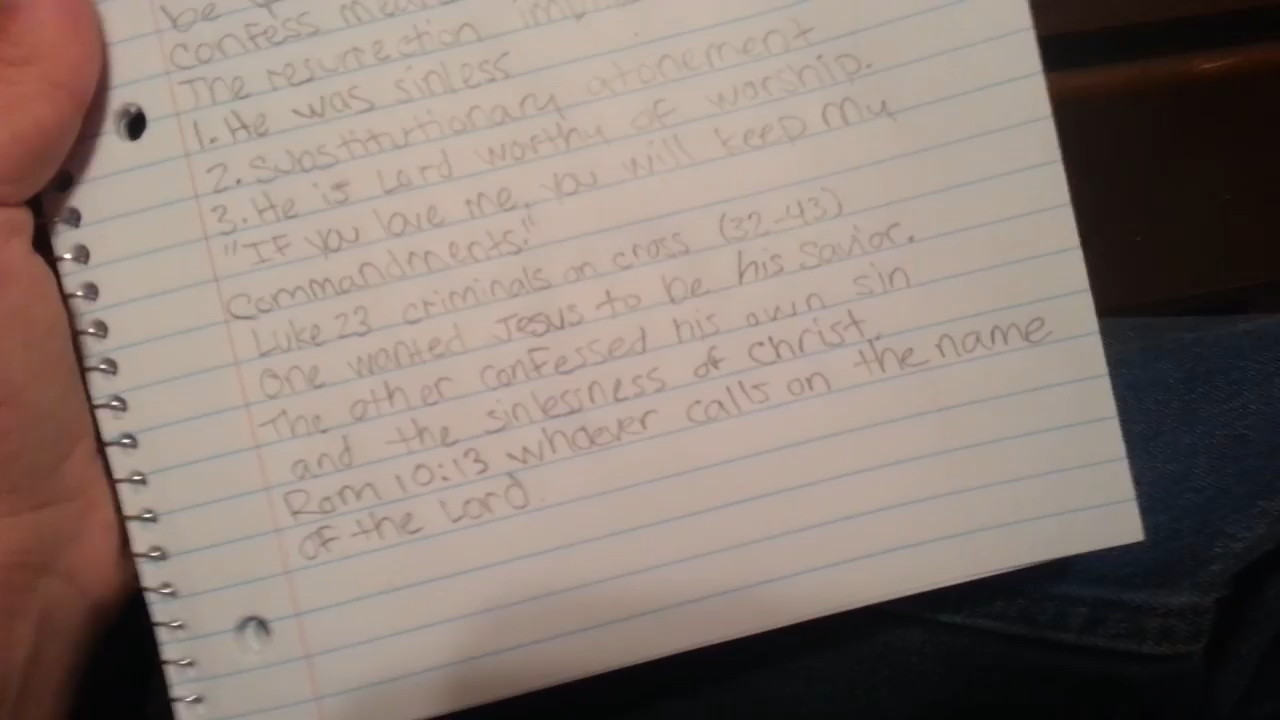 be
confess
The resurrection
1. He was sinless
2. Substitutionary atonement
3. He is Lord worthy of worship.
"If you love me, you will keep my
Commandments."
Luke 23 criminals on cross (32-43)
One wanted Jesus to be his savior.
The other confessed his own sin
and the sinlessness of christ.
Rom 10:13 whoever calls on the name
of the Lord